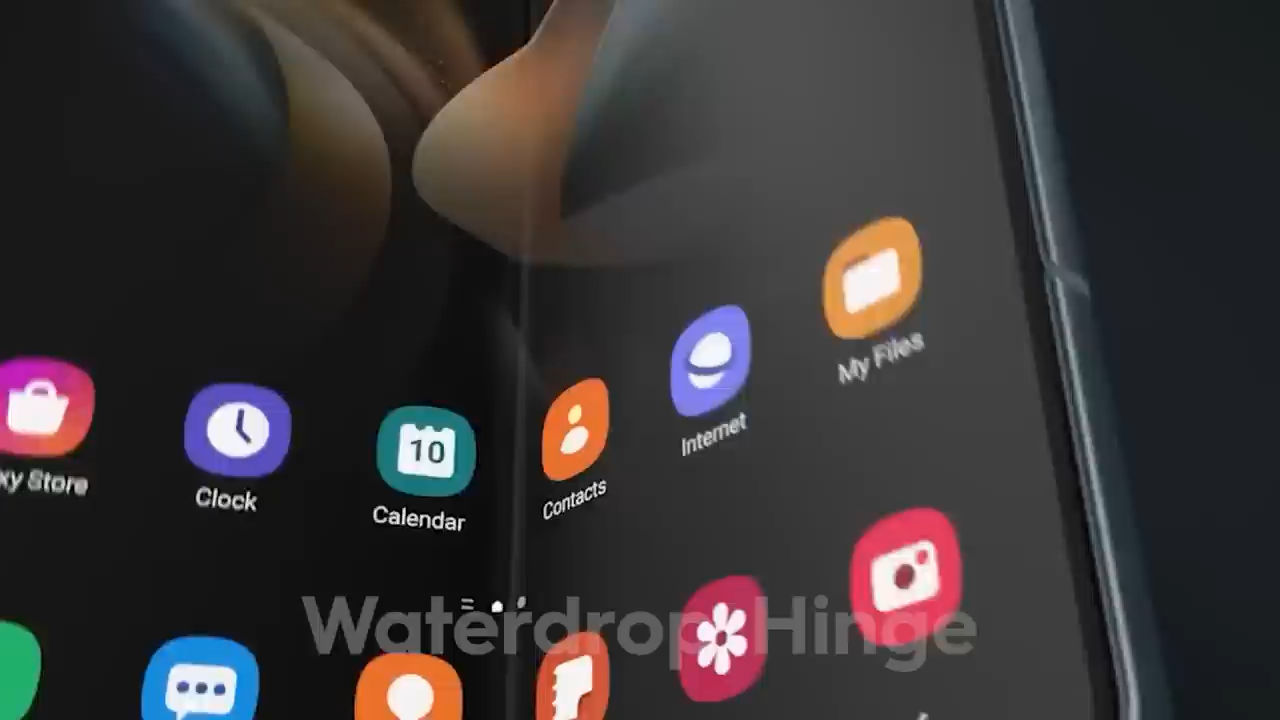 My Files
Internet
Contacts
xy Store
Clock
10
Calendar
Waterdrop Hinge